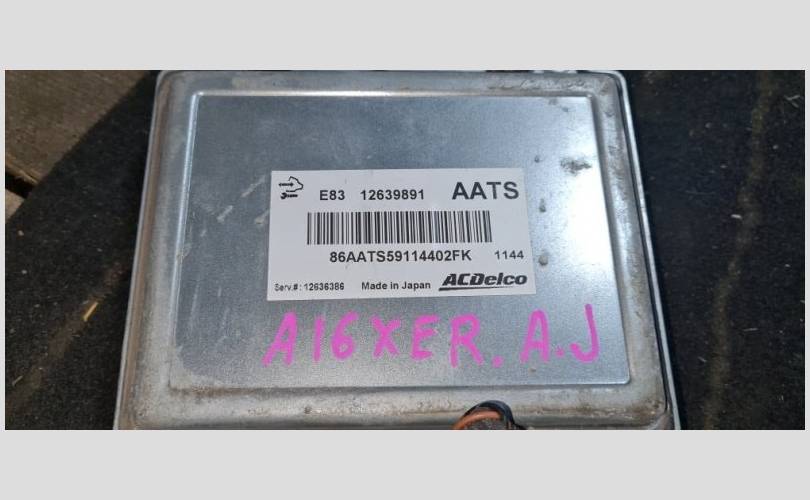 E83 12639891 AATS
86AATS59114402FK 1144
Serv.#: 12636386 Made in Japan ACDelco
A16XER. A.J